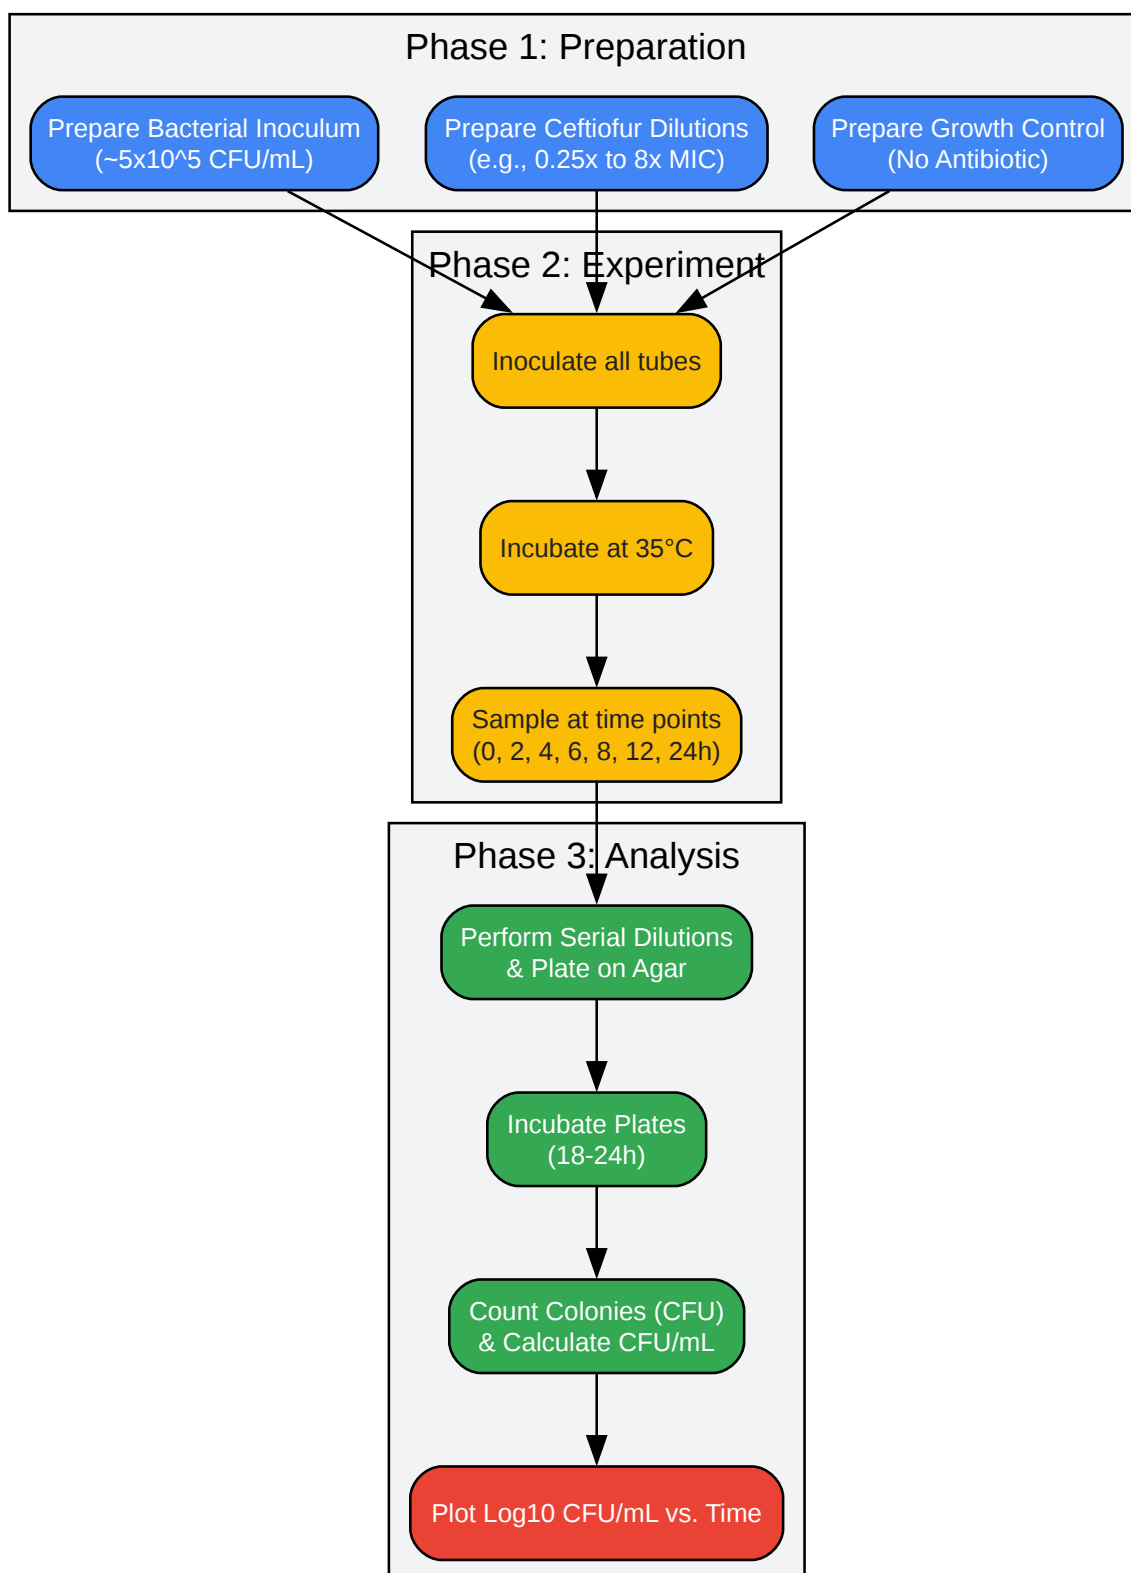 Phase 1: Preparation
Prepare Bacterial Inoculum
(~5x10^5 CFU/mL)
Prepare Ceftiofur Dilutions
(e.g., 0.25x to 8x MIC)
Prepare Growth Control
(No Antibiotic)
Phase 2: Experiment
Inoculate all tubes
Incubate at 35°C
Sample at time points
(0, 2, 4, 6, 8, 12, 24h)
Phase 3: Analysis
Perform Serial Dilutions
& Plate on Agar
Incubate Plates
(18-24h)
Count Colonies (CFU)
& Calculate CFU/mL
Plot Log10 CFU/mL vs. Time